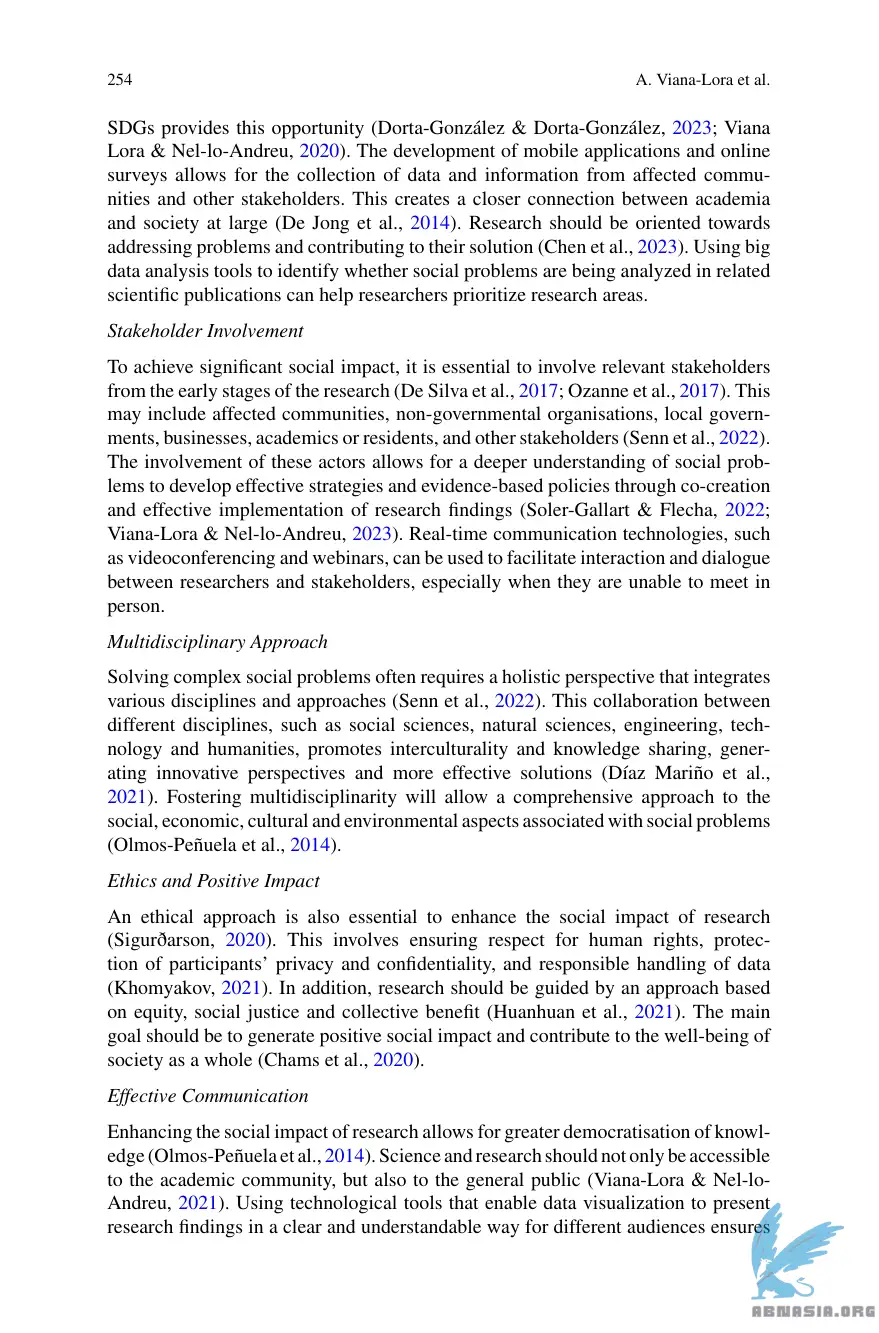 254
A. Viana-Lora et al.
SDGs provides this opportunity (Dorta-González & Dorta-González, 2023; Viana
Lora & Nel-lo-Andreu, 2020). The development of mobile applications and online
surveys allows for the collection of data and information from affected commu-
nities and other stakeholders. This creates a closer connection between academia
and society at large (De Jong et al., 2014). Research should be oriented towards
addressing problems and contributing to their solution (Chen et al., 2023). Using big
data analysis tools to identify whether social problems are being analyzed in related
scientific publications can help researchers prioritize research areas.
Stakeholder Involvement
To achieve significant social impact, it is essential to involve relevant stakeholders
from the early stages of the research (De Silva et al., 2017; Ozanne et al., 2017). This
may include affected communities, non-governmental organisations, local govern-
ments, businesses, academics or residents, and other stakeholders (Senn et al., 2022).
The involvement of these actors allows for a deeper understanding of social prob-
lems to develop effective strategies and evidence-based policies through co-creation
and effective implementation of research findings (Soler-Gallart & Flecha, 2022;
Viana-Lora & Nel-lo-Andreu, 2023). Real-time communication technologies, such
as videoconferencing and webinars, can be used to facilitate interaction and dialogue
between researchers and stakeholders, especially when they are unable to meet in
person.
Multidisciplinary Approach
Solving complex social problems often requires a holistic perspective that integrates
various disciplines and approaches (Senn et al., 2022). This collaboration between
different disciplines, such as social sciences, natural sciences, engineering, tech-
nology and humanities, promotes interculturality and knowledge sharing, gener-
ating innovative perspectives and more effective solutions (Díaz Mariño et al.,
2021). Fostering multidisciplinarity will allow a comprehensive approach to the
social, economic, cultural and environmental aspects associated with social problems
(Olmos-Peñuela et al., 2014).
Ethics and Positive Impact
An ethical approach is also essential to enhance the social impact of research
(Sigurðarson, 2020). This involves ensuring respect for human rights, protec-
tion of participants’ privacy and confidentiality, and responsible handling of data
(Khomyakov, 2021). In addition, research should be guided by an approach based
on equity, social justice and collective benefit (Huanhuan et al., 2021). The main
goal should be to generate positive social impact and contribute to the well-being of
society as a whole (Chams et al., 2020).
Effective Communication
Enhancing the social impact of research allows for greater democratisation of knowl-
edge (Olmos-Peñuela et al., 2014). Science and research should not only be accessible
to the academic community, but also to the general public (Viana-Lora & Nel-lo-
Andreu, 2021). Using technological tools that enable data visualization to present
research findings in a clear and understandable way for different audiences ensures
ABNASIA.ORG